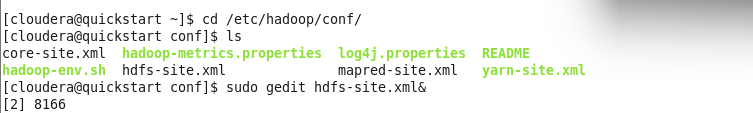 [cloudera@quickstart ~]$ cd /etc/hadoop/conf/
[cloudera@quickstart conf]$ ls
core-site.xml  hadoop-metrics.properties  log4j.properties  README
hadoop-env.sh  hdfs-site.xml              mapred-site.xml   yarn-site.xml
[cloudera@quickstart conf]$ sudo gedit hdfs-site.xml&
[2] 8166